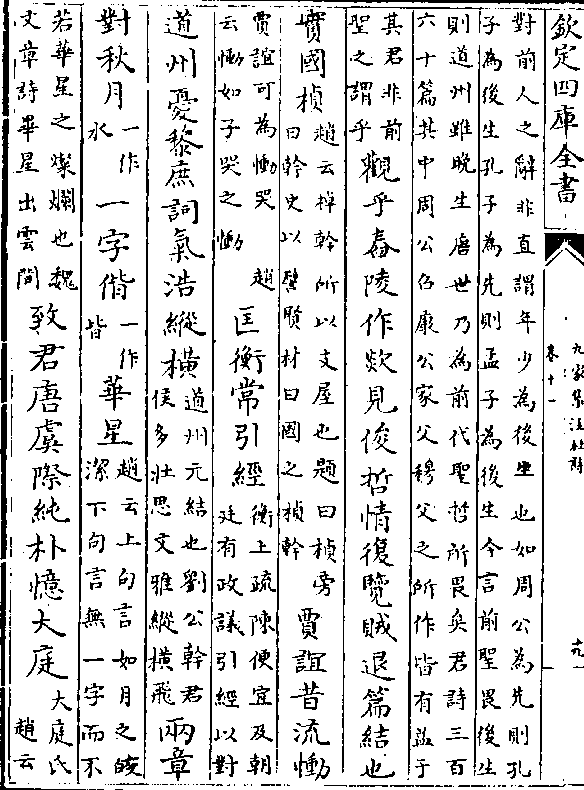 欽定四庫全書
九家集注杜詩
卷十一
十九
對前人之辭非直謂年少為後生也如周公為先則孔
子為後生孔子為先則孟子為後生今言前聖畏後生
則道州雖晚生唐世乃為前代聖哲所畏矣君詩三百
六十篇其中周公召康公家父穆父之所作皆有益于
其君非前
聖之謂乎
觀乎舂陵作欻見俊哲情復覽賊退篇結也
實國楨
趙云楨幹所以支屋也題曰楨旁
曰幹史以譬賢材曰國之楨幹
賈誼昔流慟
賈誼可為慟哭 趙
云慟如子哭之慟
匡衡常引經
衡上疏陳便宜及朝
廷有政議引經以對
道州憂黎庶詞氣浩縱橫
道州元結也劉公幹君
侯多壮思文雅縱橫飛
兩章
對秋月
一作
水
一字偕
一作
皆
華星
趙云上句言如月之皎
潔下句言無一字而不
若華星之燦爛也魏
文章詩華星出雲間
致君唐虞際純朴憶大庭
大庭氏
趙云